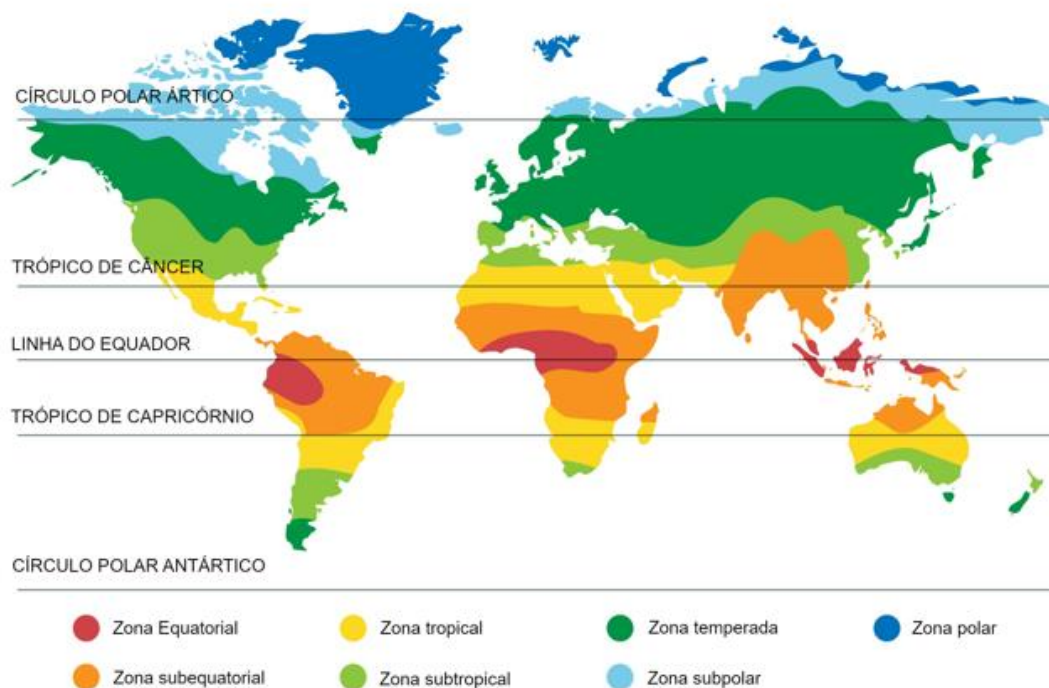 CÍRCULO POLAR ÁRTICO
TRÓPICO DE CÂNCER
LINHA DO EQUADOR
TRÓPICO DE CAPRICÓRNIO
CÍRCULO POLAR ANTÁRTICO
Zona Equatorial
Zona tropical
Zona temperada
Zona polar
Zona subequatorial
Zona subtropical
Zona subpolar